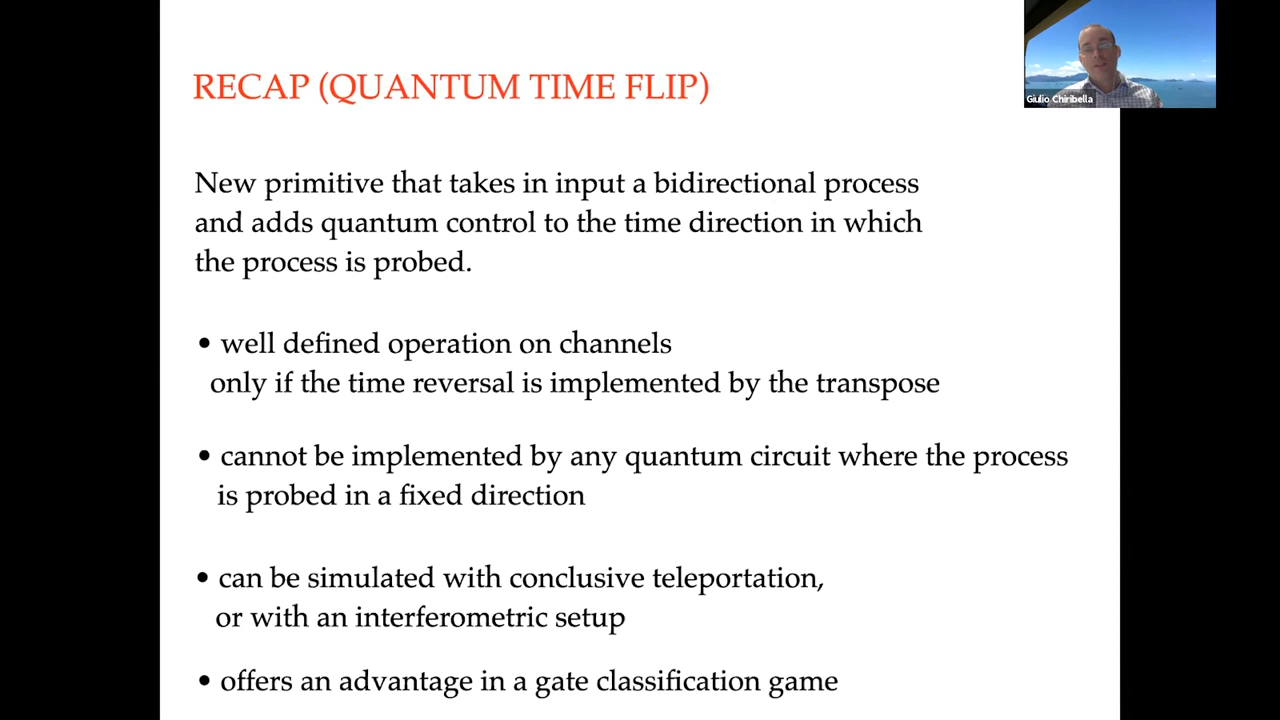 RECAP (QUANTUM TIME FLIP)
Giulio Chiribella
New primitive that takes in input a bidirectional process
and adds quantum control to the time direction in which
the process is probed.
• well defined operation on channels
only if the time reversal is implemented by the transpose
• cannot be implemented by any quantum circuit where the process
is probed in a fixed direction
• can be simulated with conclusive teleportation,
or with an interferometric setup
• offers an advantage in a gate classification game